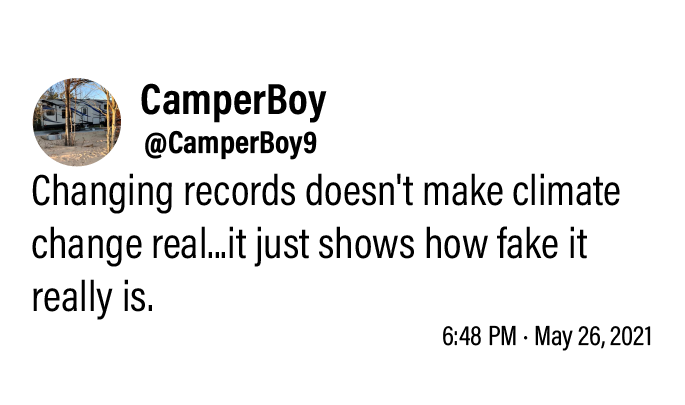 CamperBoy
@CamperBoy9
Changing records doesn't make climate
change real...it just shows how fake it
really is.
6:48 PM · May 26, 2021